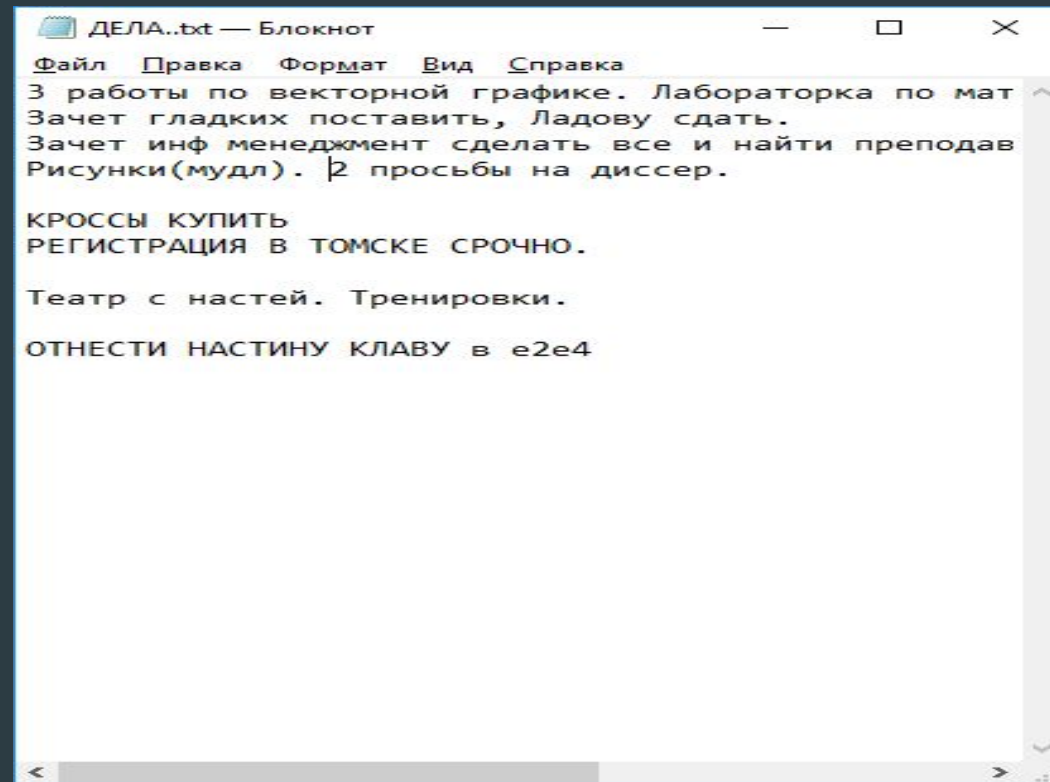 ДЕЛА..txt — Блокнот
Файл Правка Формат Вид Справка
3 работы по векторной графике. Лабораторка по мат
Зачет гладких поставить, Ладову сдать.
Зачет инф менеджмент сделать все и найти преподав
Рисунки(мудл). 2 просьбы на диссер.
КРОССЫ КУПИТЬ
РЕГИСТРАЦИЯ В ТОМСКЕ СРОЧНО.
Театр с настей. Тренировки.
ОТНЕСТИ НАСТИНУ КЛАВУ в e2e4